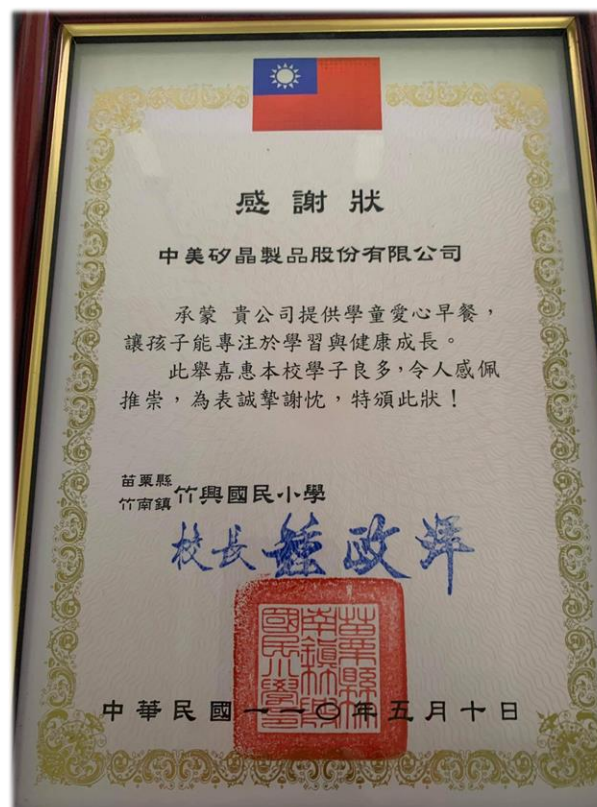 感謝狀
中美矽晶製品股份有限公司
承蒙 貴公司提供學童愛心早餐，
讓孩子能專注於學習與健康成長。
此舉嘉惠本校學子良多，令人感佩
推崇，為表誠摯謝忱，特頒此狀！
苗栗縣
竹南鎮 竹興國民小學
校長 政
中華民國一一〇年五月十日